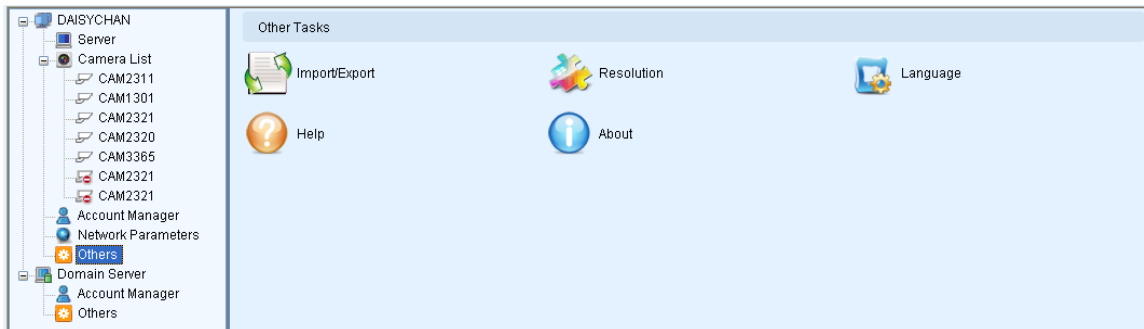 DAISYCHAN
Server
Camera List
CAM2311
CAM1301
CAM2321
CAM2320
CAM3365
CAM2321
CAM2321
Account Manager
Network Parameters
Others
Domain Server
Account Manager
Others
Other Tasks
Import/Export
Resolution
Language
Help
About